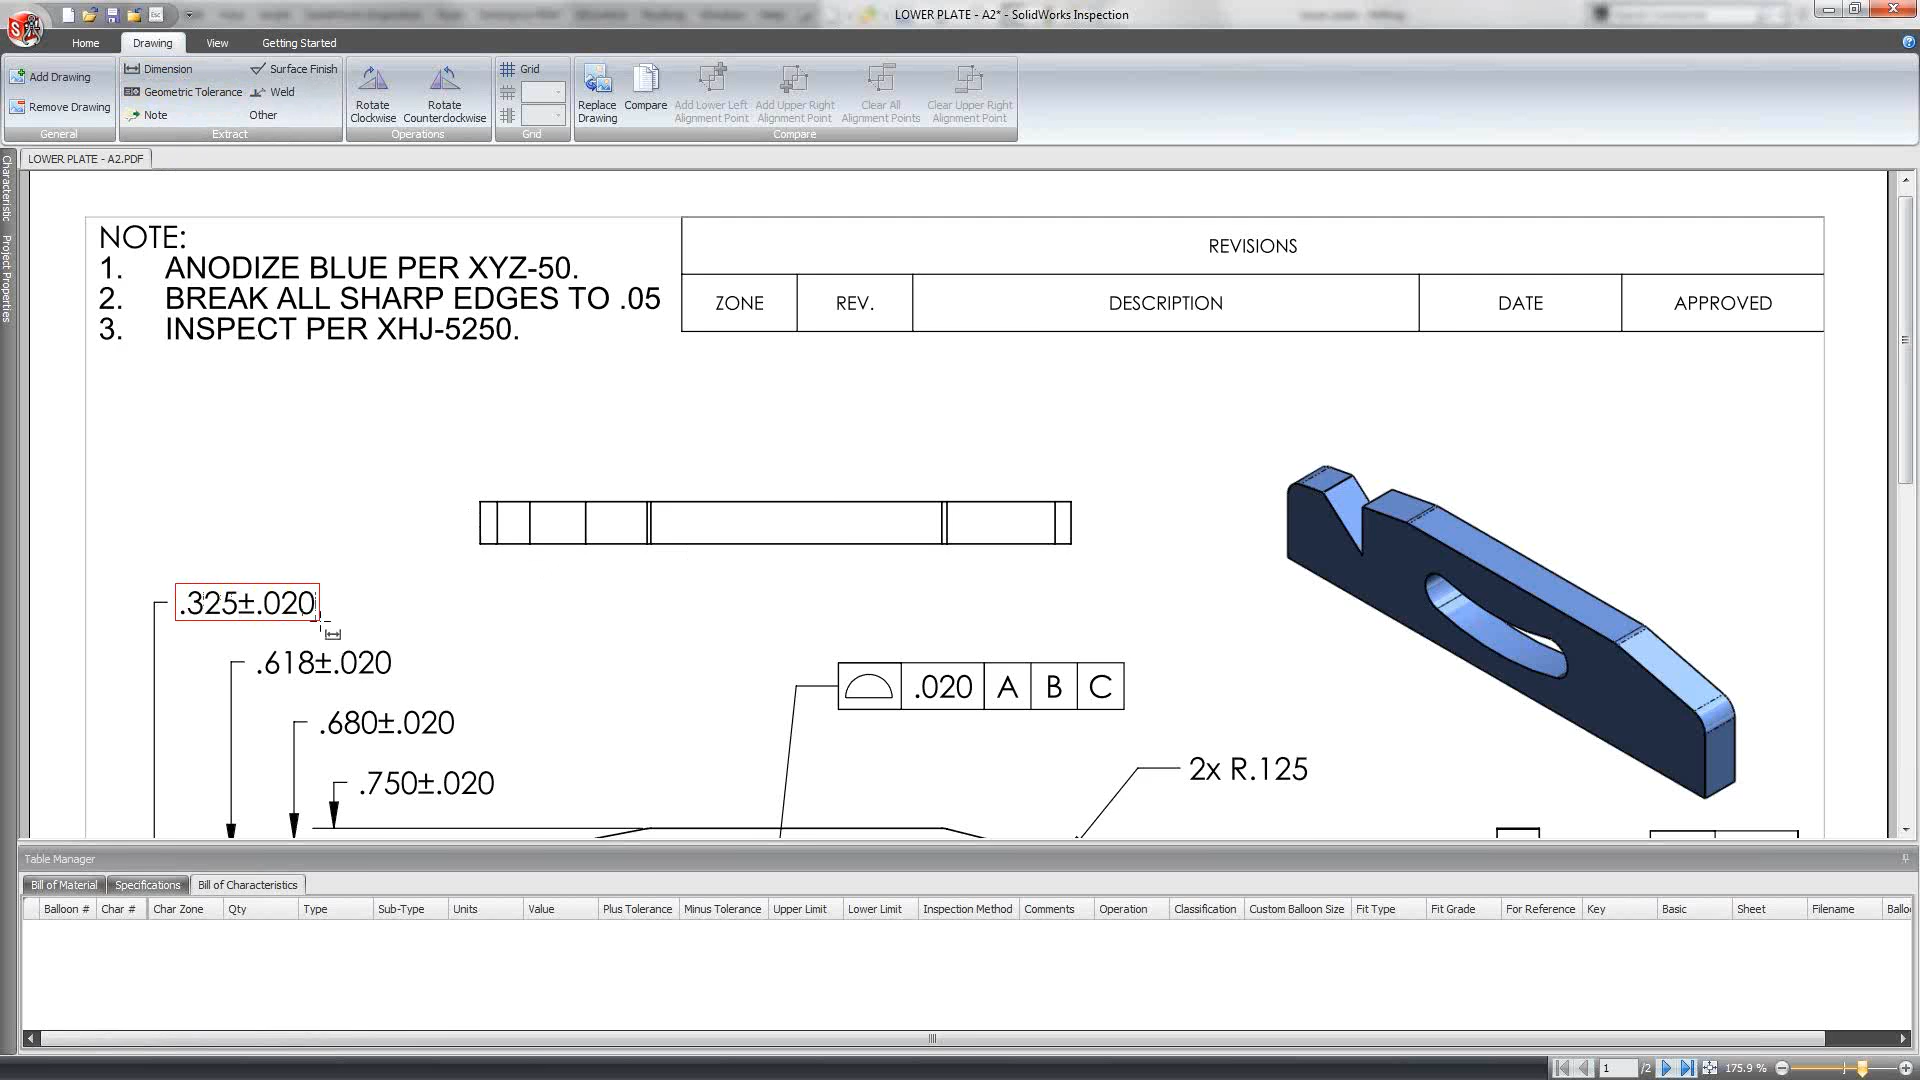 LOWER PLATE - A2* - SolidWorks Inspection
Home Drawing View Getting Started
Add Drawing
Remove Drawing
General
Dimension Surface Finish
Geometric Tolerance Weld
Note Other
Extract
Rotate Clockwise
Rotate Counterclockwise
Operations
Grid
Grid
Replace Drawing
Compare
Add Lower Left Alignment Point
Add Upper Right Alignment Point
Clear All Alignment Points
Clear Upper Right Alignment Point
Compare
Characteristic
Project Properties
LOWER PLATE - A2.PDF
NOTE:
1. ANODIZE BLUE PER XYZ-50.
2. BREAK ALL SHARP EDGES TO .05
3. INSPECT PER XHJ-5250.
REVISIONS
ZONE REV. DESCRIPTION DATE APPROVED
.325±.020
.618±.020
.680±.020
.750±.020
.020 A B C
2x R.125
Table Manager
Bill of Material Specifications Bill of Characteristics
Balloon # Char # Char Zone Qty Type Sub-Type Units Value Plus Tolerance Minus Tolerance Upper Limit Lower Limit Inspection Method Comments Operation Classification Custom Balloon Size Fit Type Fit Grade For Reference Key Basic Sheet Filename Ballo
1 /2 175.9 %